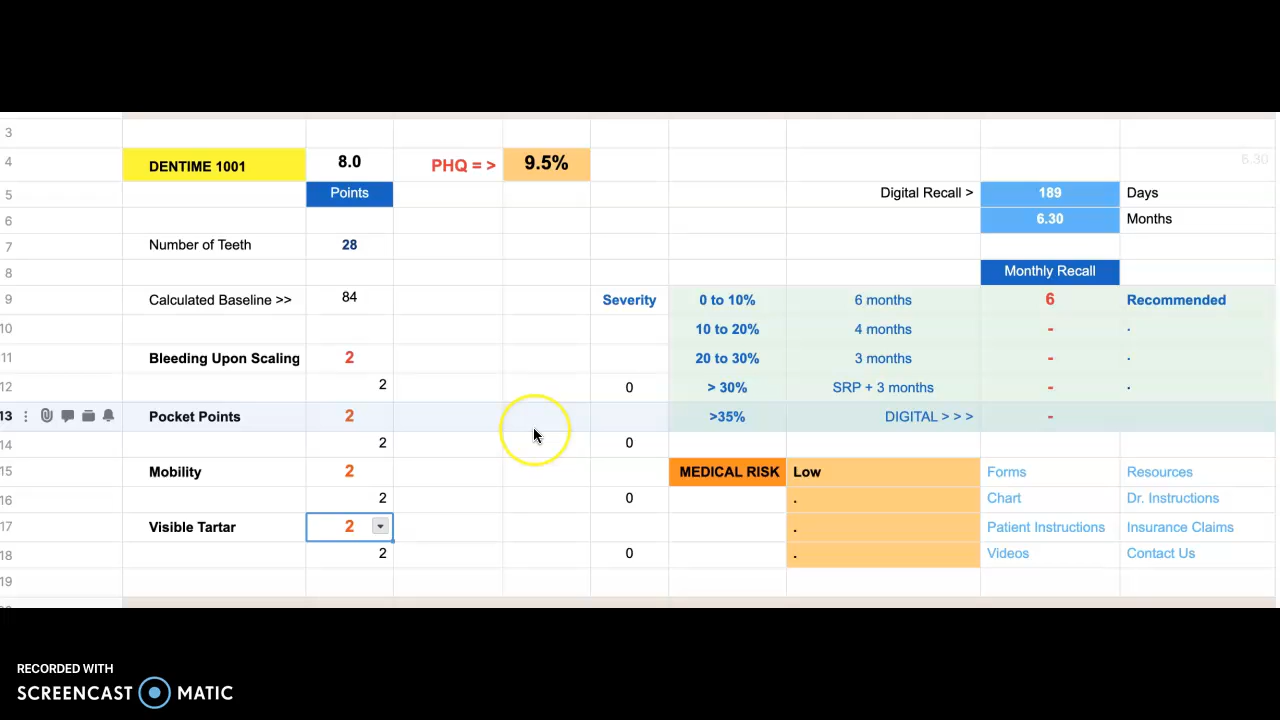 3
4 DENTIME 1001 8.0 PHQ = > 9.5% 6.30
5 Points Digital Recall > 189 Days
6 6.30 Months
7 Number of Teeth 28
8 Monthly Recall
9 Calculated Baseline >> 84 Severity 0 to 10% 6 months 6 Recommended
10 10 to 20% 4 months - .
11 Bleeding Upon Scaling 2 20 to 30% 3 months - .
12 2 0 > 30% SRP + 3 months - .
13 Pocket Points 2 >35% DIGITAL > > > -
14 2 0
15 Mobility 2 MEDICAL RISK Low Forms Resources
16 2 0 . Chart Dr. Instructions
17 Visible Tartar 2 . Patient Instructions Insurance Claims
18 2 0 . Videos Contact Us
19
RECORDED WITH
SCREENCAST MATIC